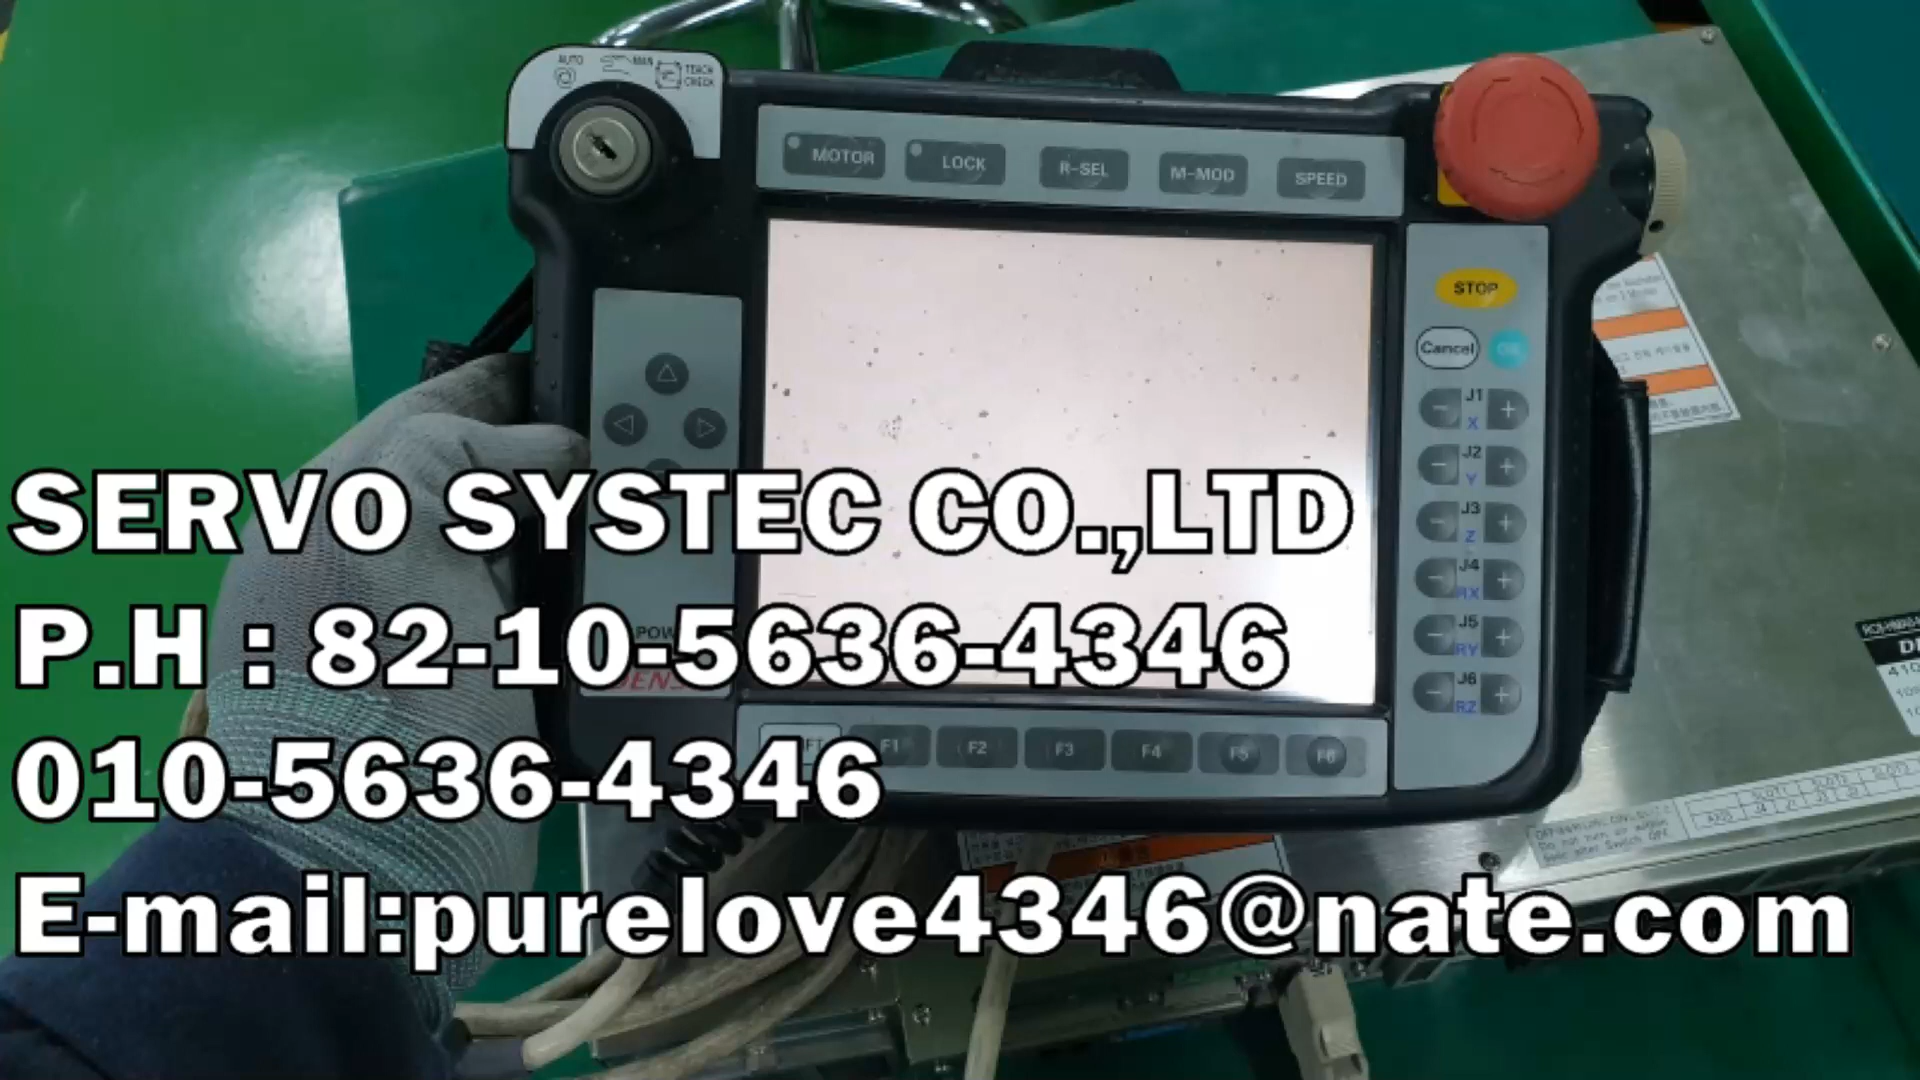 AUTO MAN TEACH CHECK
MOTOR LOCK R-SEL M-MOD SPEED
STOP
Cancel OK
J1
X
J2
Y
J3
Z
J4
RX
J5
RY
J6
RZ
SERVO SYSTEC CO.,LTD
P.H : 82-10-5636-4346
010-5636-4346
E-mail:purelove4346@nate.com
F1 F2 F3 F4 F5 F6